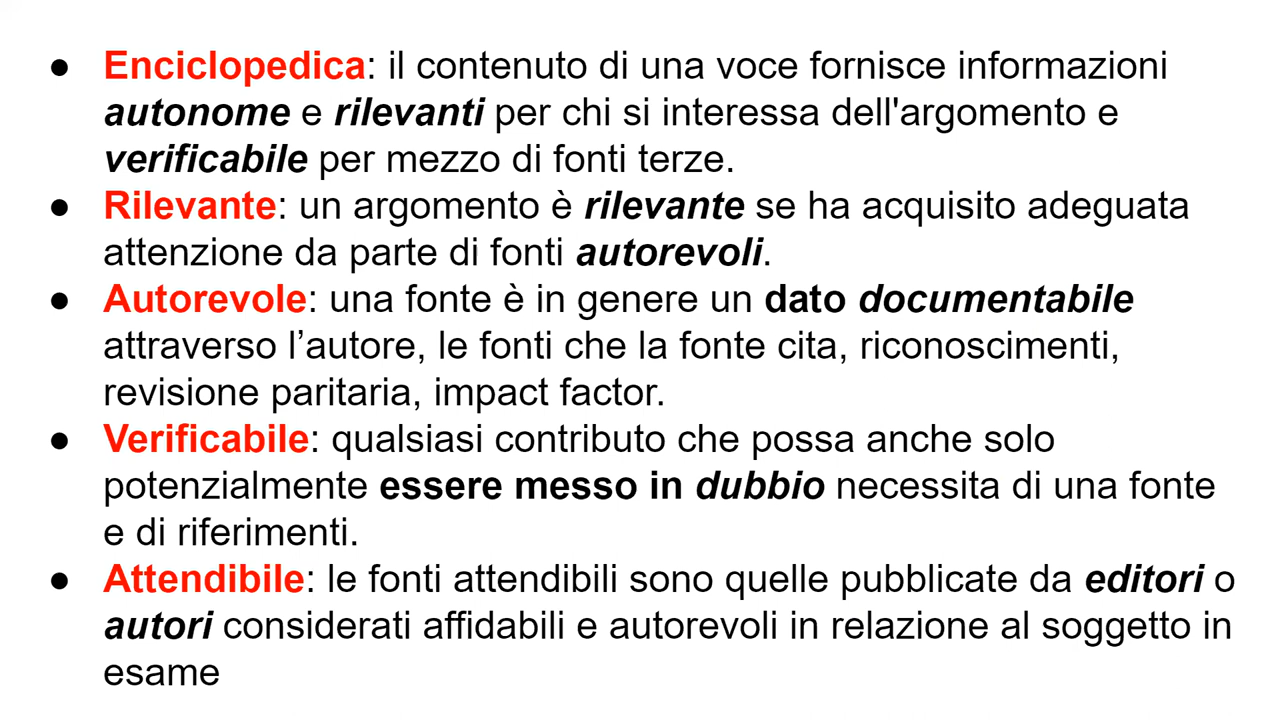 ● Enciclopedica: il contenuto di una voce fornisce informazioni
autonome e rilevanti per chi si interessa dell'argomento e
verificabile per mezzo di fonti terze.
● Rilevante: un argomento è rilevante se ha acquisito adeguata
attenzione da parte di fonti autorevoli.
● Autorevole: una fonte è in genere un dato documentabile
attraverso l’autore, le fonti che la fonte cita, riconoscimenti,
revisione paritaria, impact factor.
● Verificabile: qualsiasi contributo che possa anche solo
potenzialmente essere messo in dubbio necessita di una fonte
e di riferimenti.
● Attendibile: le fonti attendibili sono quelle pubblicate da editori o
autori considerati affidabili e autorevoli in relazione al soggetto in
esame